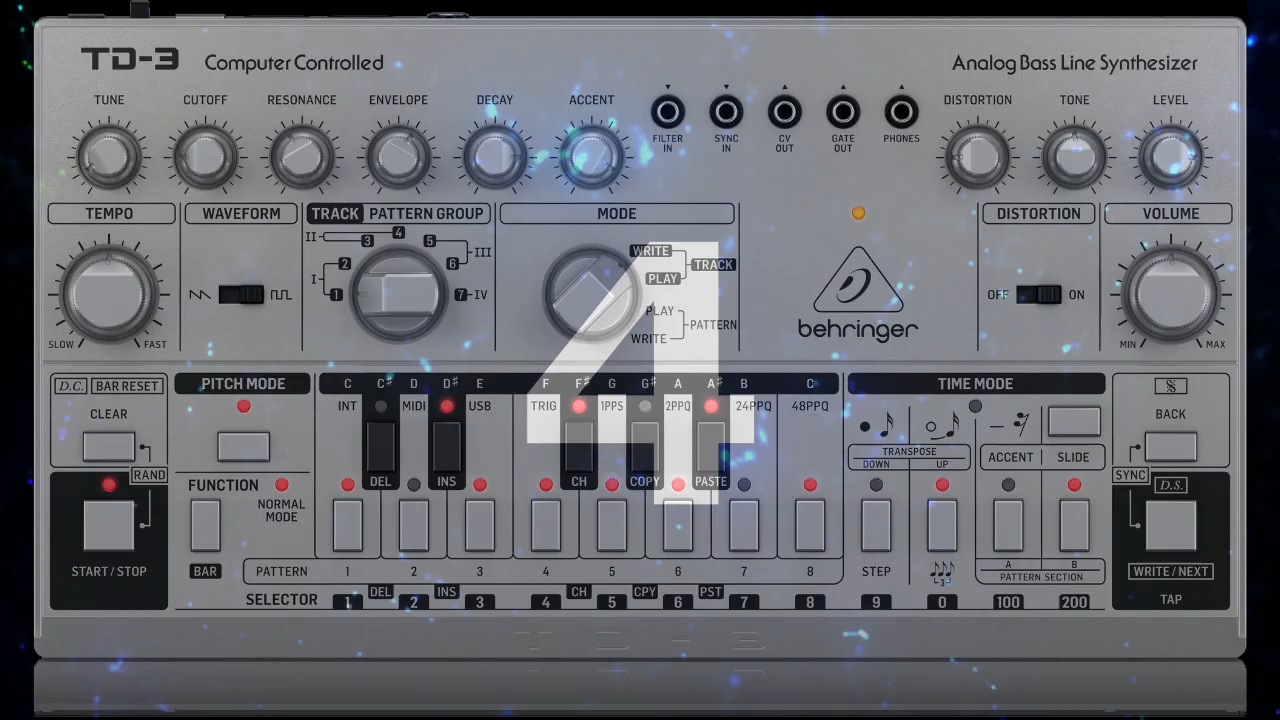 TD-3 Computer Controlled
Analog Bass Line Synthesizer
TUNE CUTOFF RESONANCE ENVELOPE DECAY ACCENT
FILTER IN
SYNC IN
CV OUT
GATE OUT
PHONES
DISTORTION TONE LEVEL
TEMPO
SLOW FAST
WAVEFORM
TRACK PATTERN GROUP
I II III IV
1 2 3 4 5 6 7
MODE
WRITE
PLAY
TRACK
PLAY
WRITE
PATTERN
behringer
DISTORTION
OFF ON
VOLUME
MIN MAX
4
D.C. BAR RESET
CLEAR
RAND
START / STOP
PITCH MODE
FUNCTION
NORMAL
MODE
BAR
C C♯ D D♯ E F F♯ G G♯ A A♯ B C
INT MIDI USB TRIG 1PPS 2PPQ 24PPQ 48PPQ
DEL INS CH COPY PASTE
PATTERN 1 2 3 4 5 6 7 8
DEL INS CH CPY PST
SELECTOR 1 2 3 4 5 6 7 8 9 0 100 200
TIME MODE
TRANSPOSE
DOWN UP
ACCENT SLIDE
STEP
3
A B
PATTERN SECTION
BACK
SYNC
D.S.
WRITE / NEXT
TAP
TD-3